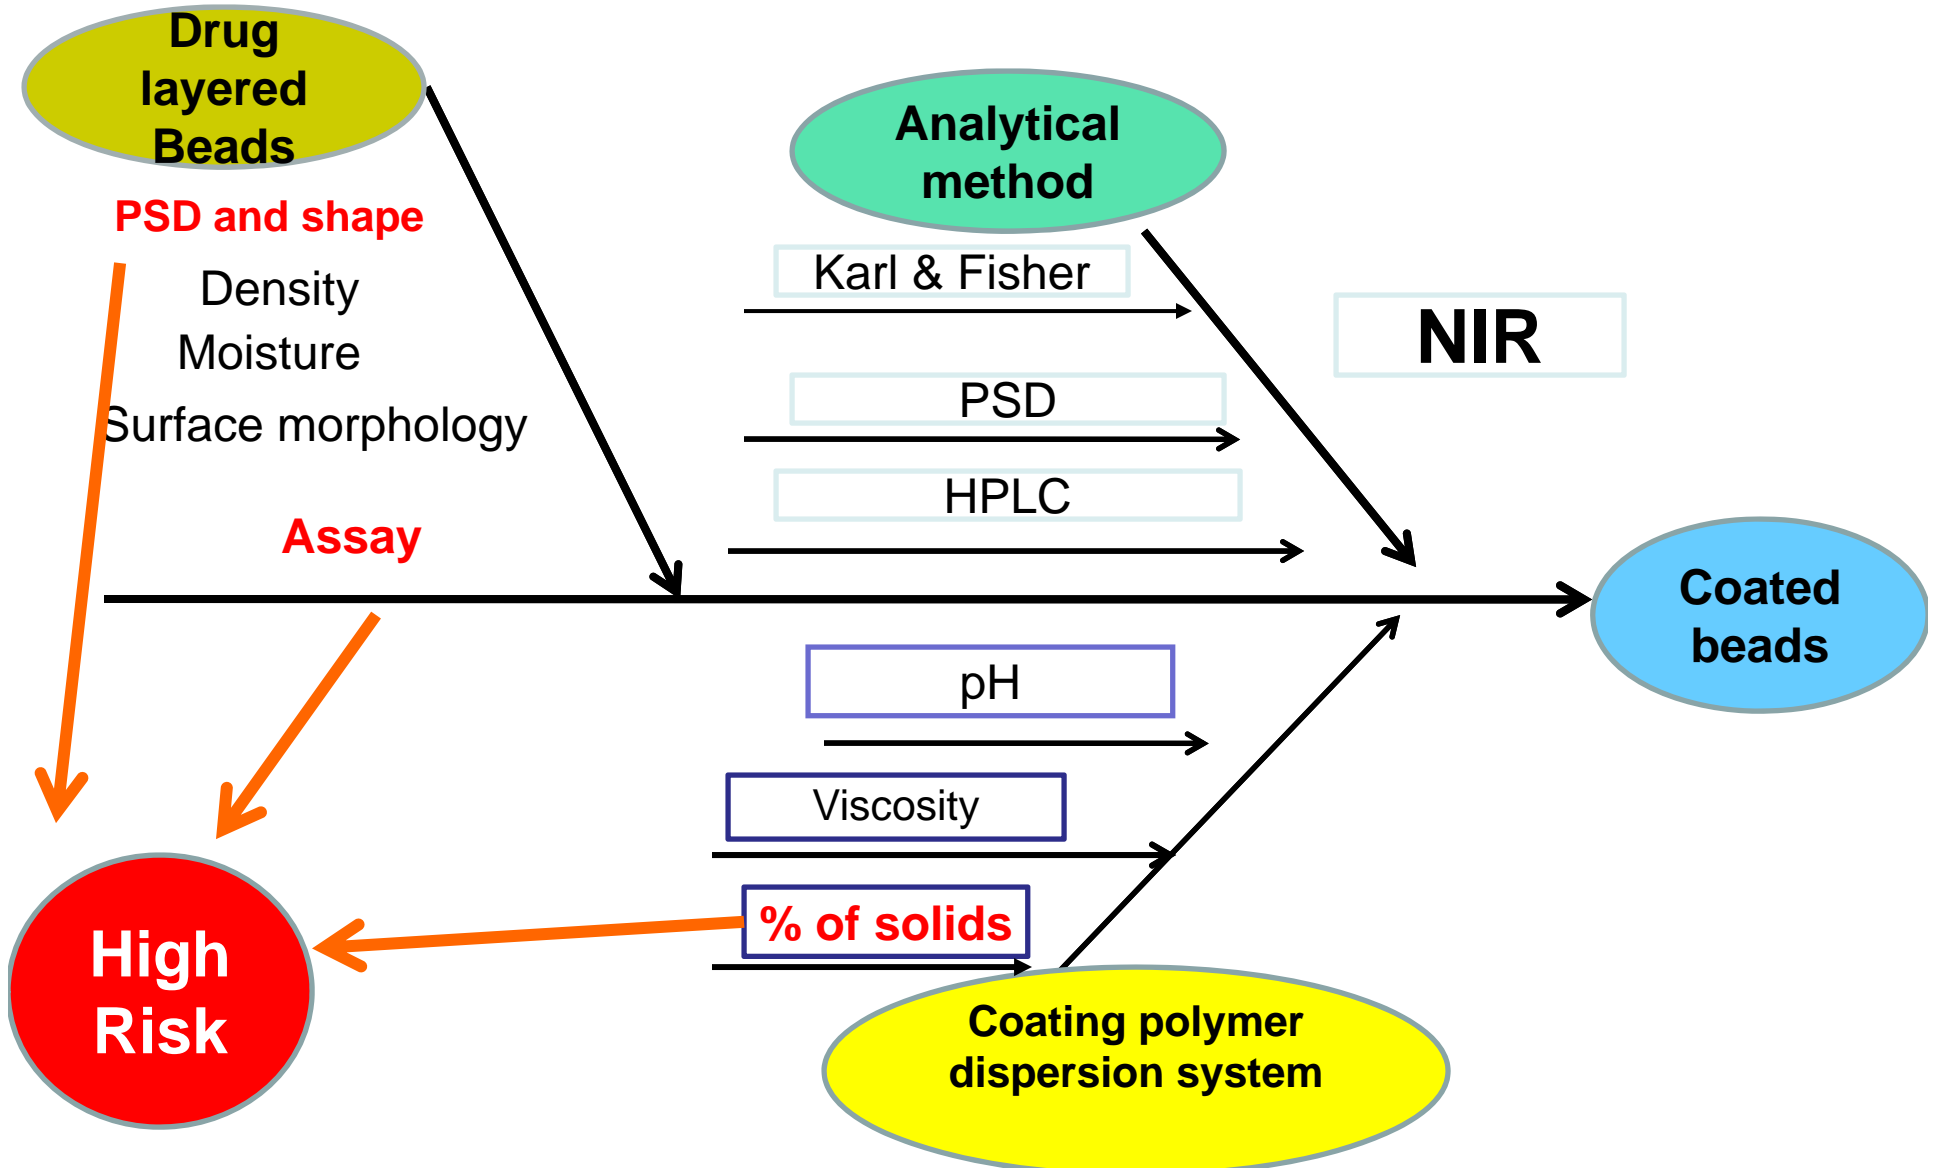 Drug
layered
Beads
PSD and shape
Density
Moisture
Surface morphology
Assay
Analytical
method
Karl & Fisher
PSD
HPLC
NIR
Coated
beads
pH
Viscosity
% of solids
High
Risk
Coating polymer
dispersion system